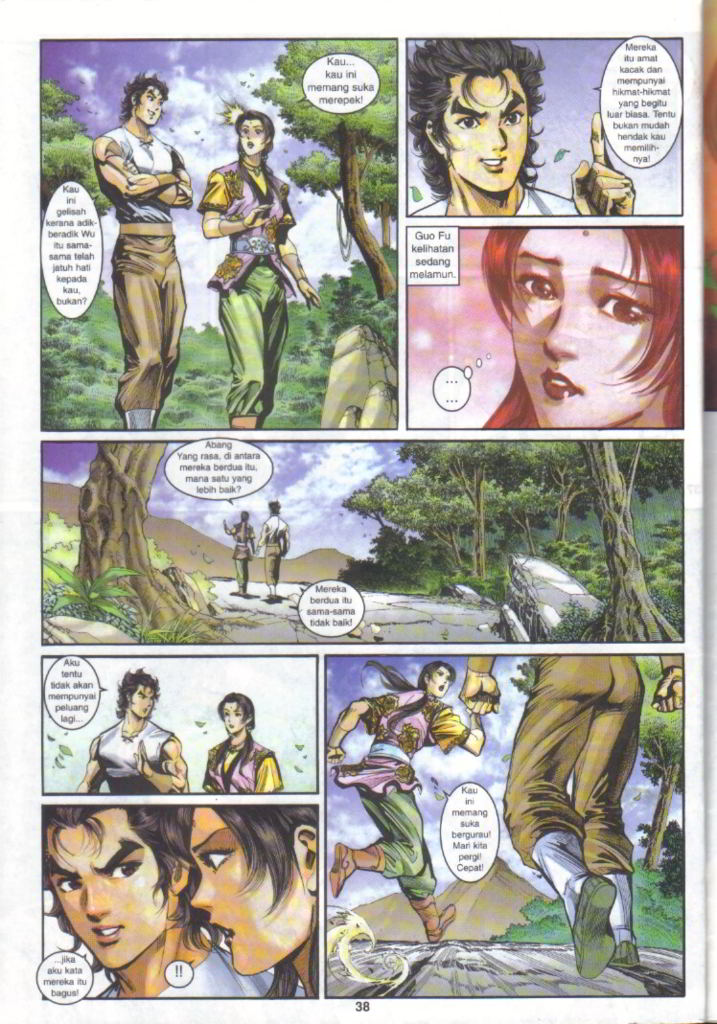 Kau
ini
gelisah
kerana adik-
beradik Wu
itu sama-
sama telah
jatuh hati
kepada
kau,
bukan?
Kau...
kau ini
memang suka
merepek!
Mereka
itu amat
kacak dan
mempunyai
hikmat-hikmat
yang begitu
luar biasa. Tentu
bukan mudah
hendak kau
memilih-
nya!
Guo Fu
kelihatan
sedang
melamun.
...
...
Abang
Yang rasa, di antara
mereka berdua itu,
mana satu yang
lebih baik?
Mereka
berdua itu
sama-sama
tidak baik!
Aku
tentu
tidak akan
mempunyai
peluang
lagi...
...jika
aku kata
mereka itu
bagus!
!!
Kau
ini
memang
suka
bergurau!
Mari kita
pergi!
Cepat!
38